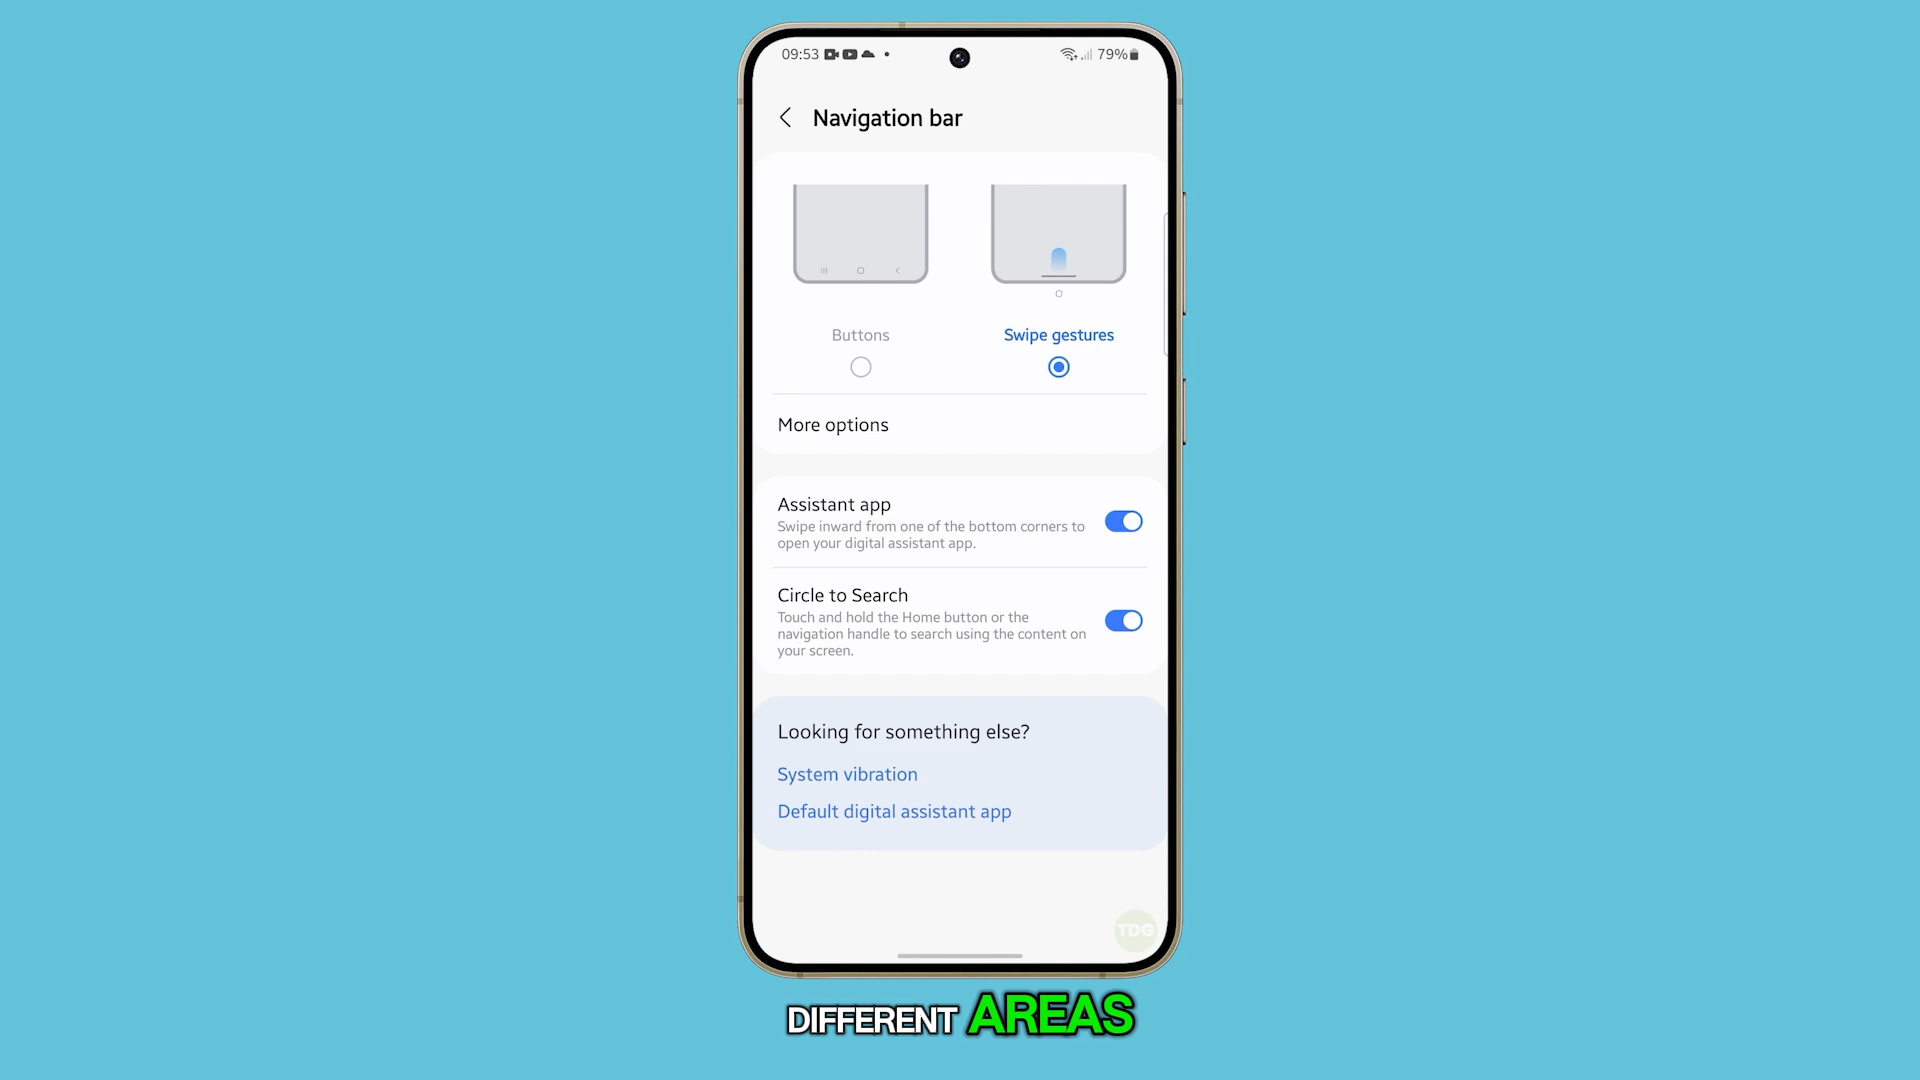 09:53 79%
Navigation bar
Buttons Swipe gestures
More options
Assistant app
Swipe inward from one of the bottom corners to
open your digital assistant app.
Circle to Search
Touch and hold the Home button or the
navigation handle to search using the content on
your screen.
Looking for something else?
System vibration
Default digital assistant app
TDG
DIFFERENT AREAS